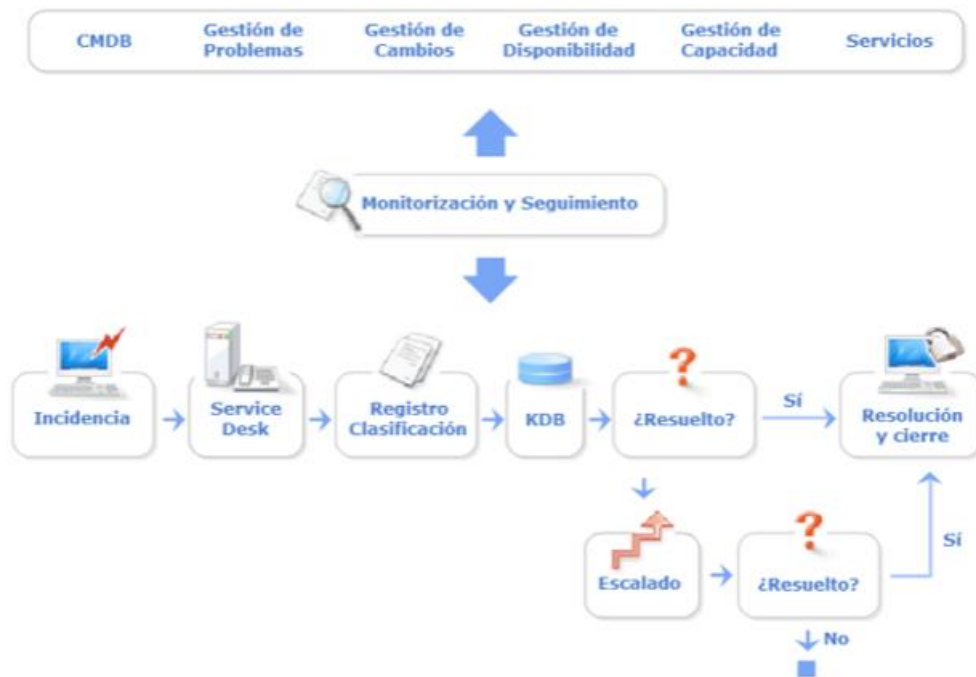 CMDB
Gestión de
Problemas
Gestión de
Cambios
Gestión de
Disponibilidad
Gestión de
Capacidad
Servicios
Monitorización y Seguimiento
Incidencia
Service
Desk
Registro
Clasificación
KDB
¿Resuelto?
Sí
Resolución
y cierre
Escalado
¿Resuelto?
Sí
No